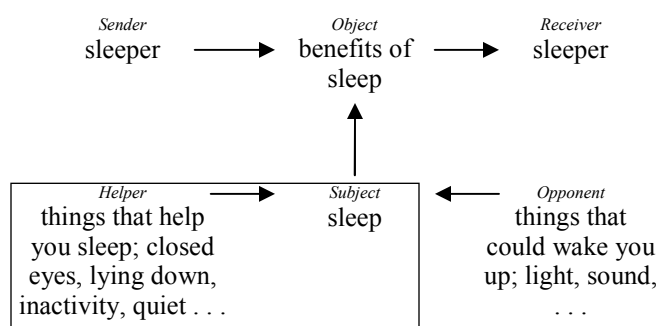 Sender
sleeper
Object
benefits of
sleep
Receiver
sleeper
Helper
things that help
you sleep; closed
eyes, lying down,
inactivity, quiet . . .
Subject
sleep
Opponent
things that
could wake you
up; light, sound,
. . .